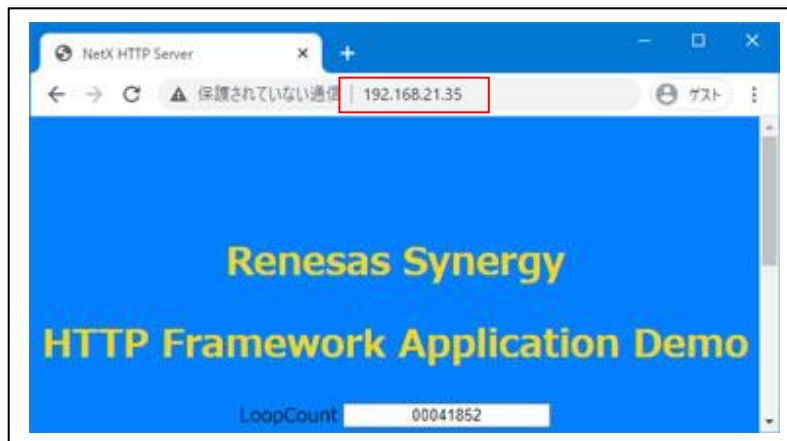 NetX HTTP Server
保護されていない通信 | 192.168.21.35
ゲスト
Renesas Synergy
HTTP Framework Application Demo
LoopCount 00041852